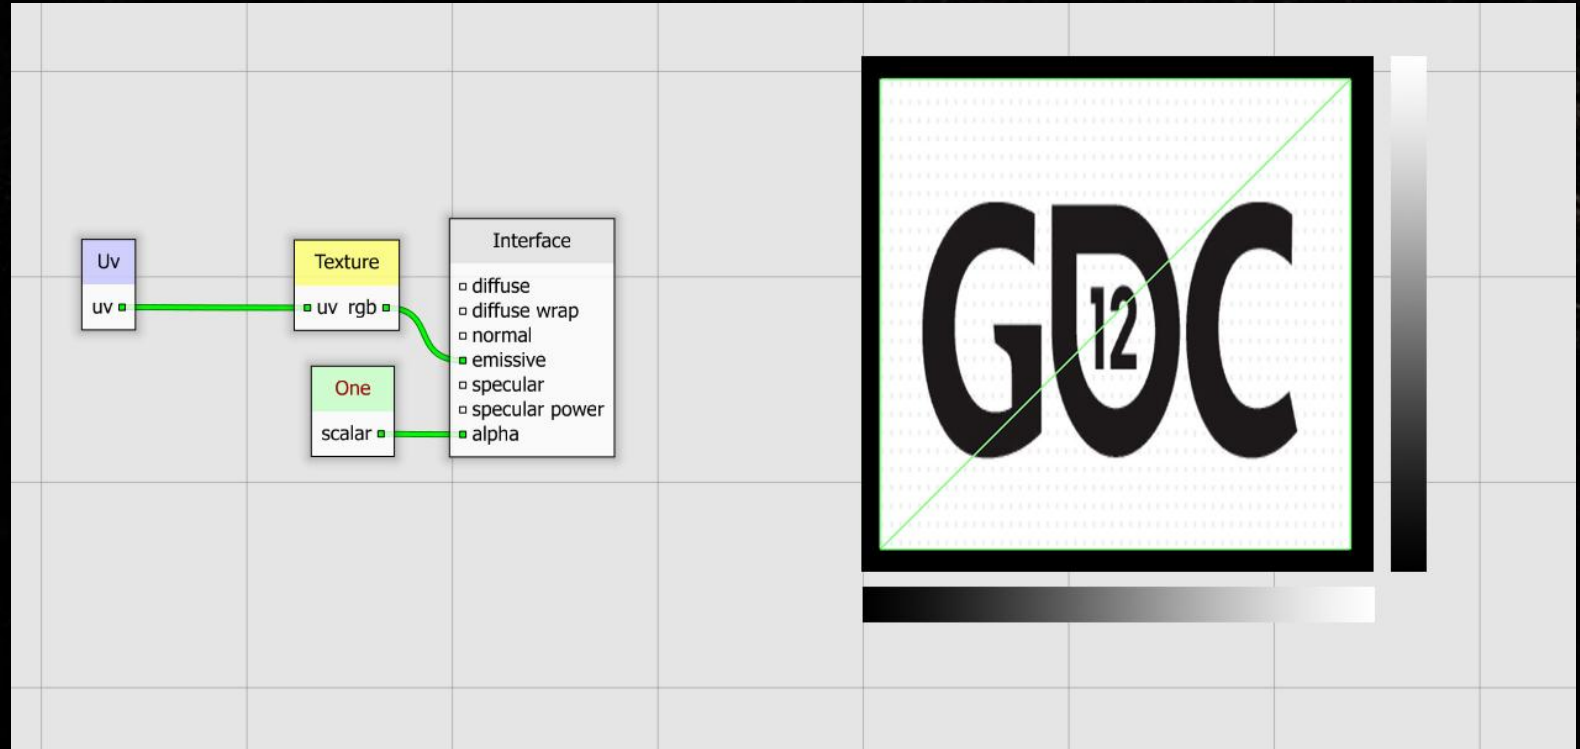 Uv
uv
Texture
uv rgb
One
scalar
Interface
diffuse
diffuse wrap
normal
emissive
specular
specular power
alpha
GDC
12